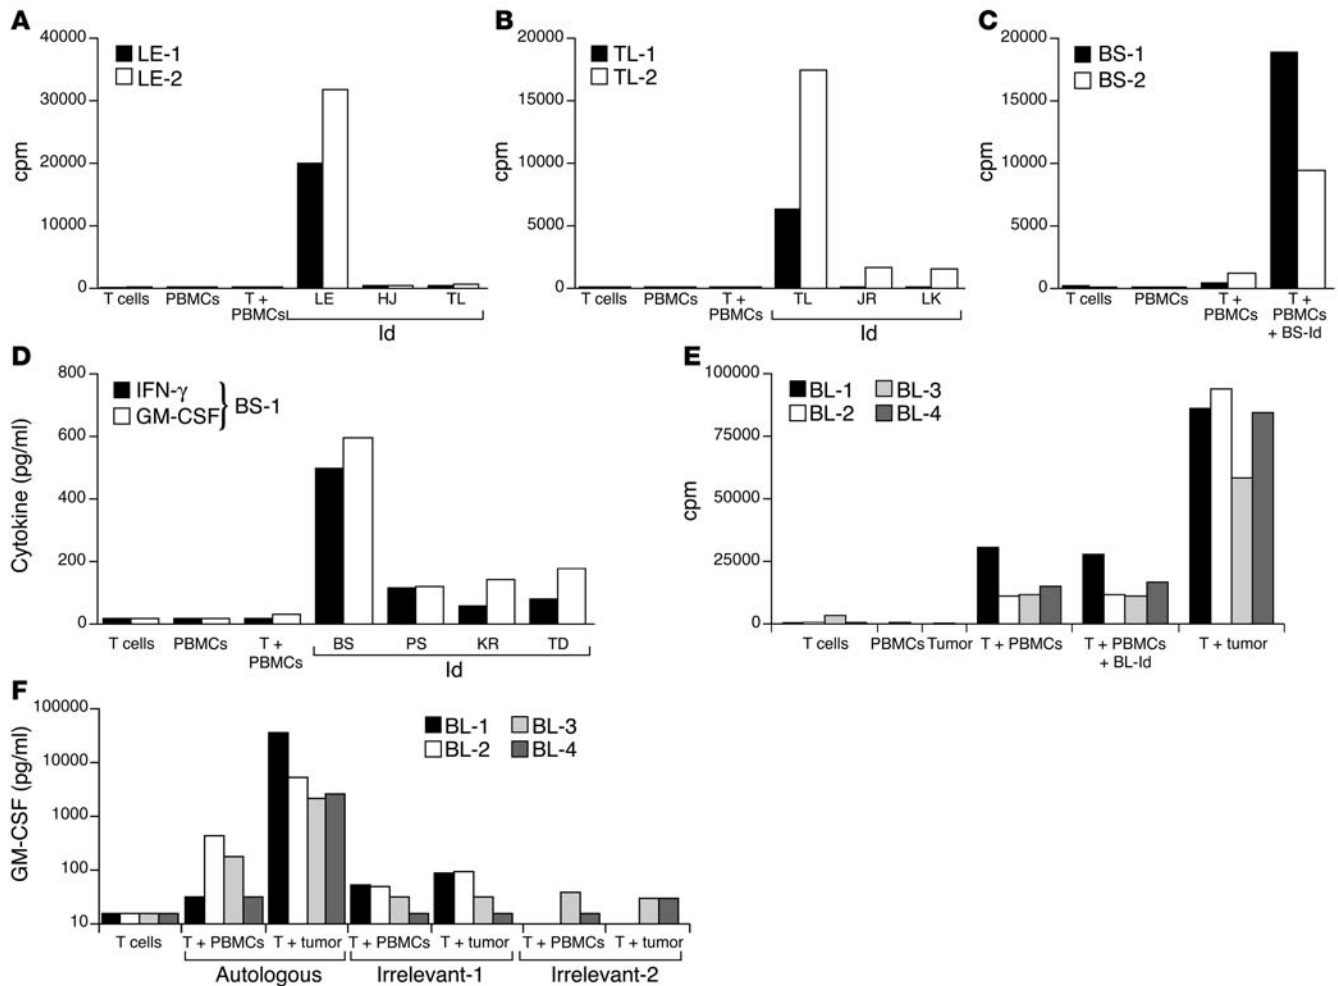 A
40000
30000
20000
10000
0
cpm
LE-1
LE-2
T cells
PBMCs
T +
PBMCs
LE
HJ
TL
Id
B
20000
15000
10000
5000
0
cpm
TL-1
TL-2
T cells
PBMCs
T +
PBMCs
TL
JR
LK
Id
C
20000
15000
10000
5000
0
cpm
BS-1
BS-2
T cells
PBMCs
T +
PBMCs
T +
PBMCs
+ BS-Id
D
800
600
400
200
0
Cytokine (pg/ml)
IFN-γ
GM-CSF
BS-1
T cells
PBMCs
T +
PBMCs
BS
PS
KR
TD
Id
E
100000
75000
50000
25000
0
cpm
BL-1
BL-3
BL-2
BL-4
T cells
PBMCs
Tumor
T + PBMCs
T + PBMCs
+ BL-Id
T + tumor
F
100000
10000
1000
100
10
GM-CSF (pg/ml)
BL-1
BL-3
BL-2
BL-4
T cells
T + PBMCs
T + tumor
T + PBMCs
T + tumor
T + PBMCs
T + tumor
Autologous
Irrelevant-1
Irrelevant-2